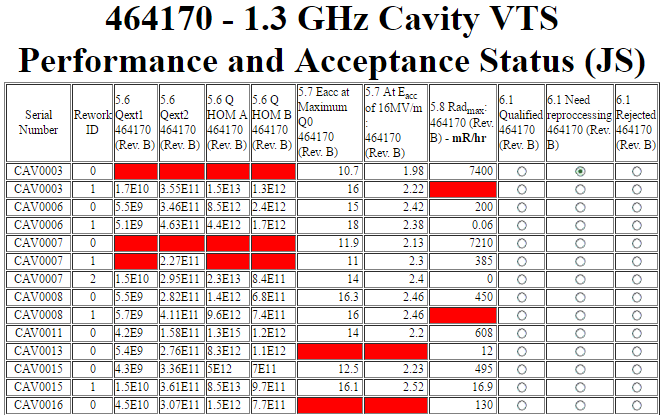 464170 - 1.3 GHz Cavity VTS
Performance and Acceptance Status (JS)
Serial Number | Rework ID | 5.6 Qext1 464170 (Rev. B) | 5.6 Qext2 464170 (Rev. B) | 5.6 Q HOM A 464170 (Rev. B) | 5.6 Q HOM B 464170 (Rev. B) | 5.7 Eacc at Maximum Q0 464170 (Rev. B) | 5.7 At Eacc of 16MV/m : 464170 (Rev. B) | 5.8 Radmax: 464170 (Rev. B) - mR/hr | 6.1 Qualified 464170 (Rev. B) | 6.1 Need reproccessing 464170 (Rev. B) | 6.1 Rejected 464170 (Rev. B)
CAV0003 0 10.7 1.98 7400
CAV0003 1 1.7E10 3.55E11 1.5E13 1.3E12 16 2.22
CAV0006 0 5.5E9 3.46E11 8.5E12 2.4E12 15 2.42 200
CAV0006 1 5.1E9 4.63E11 4.4E12 1.7E12 18 2.38 0.06
CAV0007 0 11.9 2.13 7210
CAV0007 1 2.27E11 11 2.3 385
CAV0007 2 1.5E10 2.95E11 2.3E13 8.4E11 14 2.4 0
CAV0008 0 5.5E9 2.82E11 1.4E12 6.8E11 16.3 2.46 450
CAV0008 1 5.7E9 4.11E11 9.6E12 7.4E11 16 2.46
CAV0011 0 4.2E9 1.58E11 1.3E15 1.2E12 14 2.2 608
CAV0013 0 5.4E9 2.76E11 8.3E12 1.1E12 12
CAV0015 0 4.3E9 3.36E11 5E12 7E11 12.5 2.23 495
CAV0015 1 1.5E10 3.61E11 8.5E13 9.7E11 16.1 2.52 16.9
CAV0016 0 4.5E10 3.07E11 1.5E12 7.7E11 130